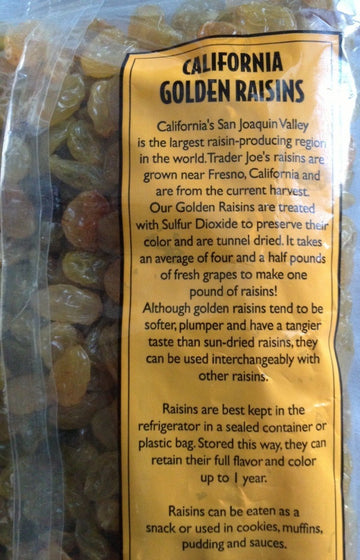 CALIFORNIA
GOLDEN RAISINS
California's San Joaquin Valley
is the largest raisin-producing region
in the world. Trader Joe's raisins are
grown near Fresno, California and
are from the current harvest.
Our Golden Raisins are treated
with Sulfur Dioxide to preserve their
color and are tunnel dried. It takes
an average of four and a half pounds
of fresh grapes to make one
pound of raisins!
Although golden raisins tend to be
softer, plumper and have a tangier
taste than sun-dried raisins, they
can be used interchangeably with
other raisins.
Raisins are best kept in the
refrigerator in a sealed container or
plastic bag. Stored this way, they can
retain their full flavor and color
up to 1 year.
Raisins can be eaten as a
snack or used in cookies, muffins,
pudding and sauces.